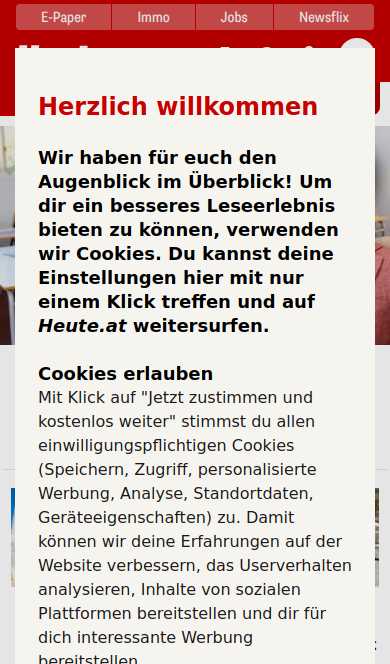 E-Paper
Immo
Jobs
Newsflix
Herzlich willkommen
Wir haben für euch den
Augenblick im Überblick! Um
dir ein besseres Leseerlebnis
bieten zu können, verwenden
wir Cookies. Du kannst deine
Einstellungen hier mit nur
einem Klick treffen und auf
Heute.at weitersurfen.
Cookies erlauben
Mit Klick auf "Jetzt zustimmen und
kostenlos weiter" stimmst du allen
einwilligungspflichtigen Cookies
(Speichern, Zugriff, personalisierte
Werbung, Analyse, Standortdaten,
Geräteeigenschaften) zu. Damit
können wir deine Erfahrungen auf der
Website verbessern, das Userverhalten
analysieren, Inhalte von sozialen
Plattformen bereitstellen und dir für
dich interessante Werbung
bereitstellen